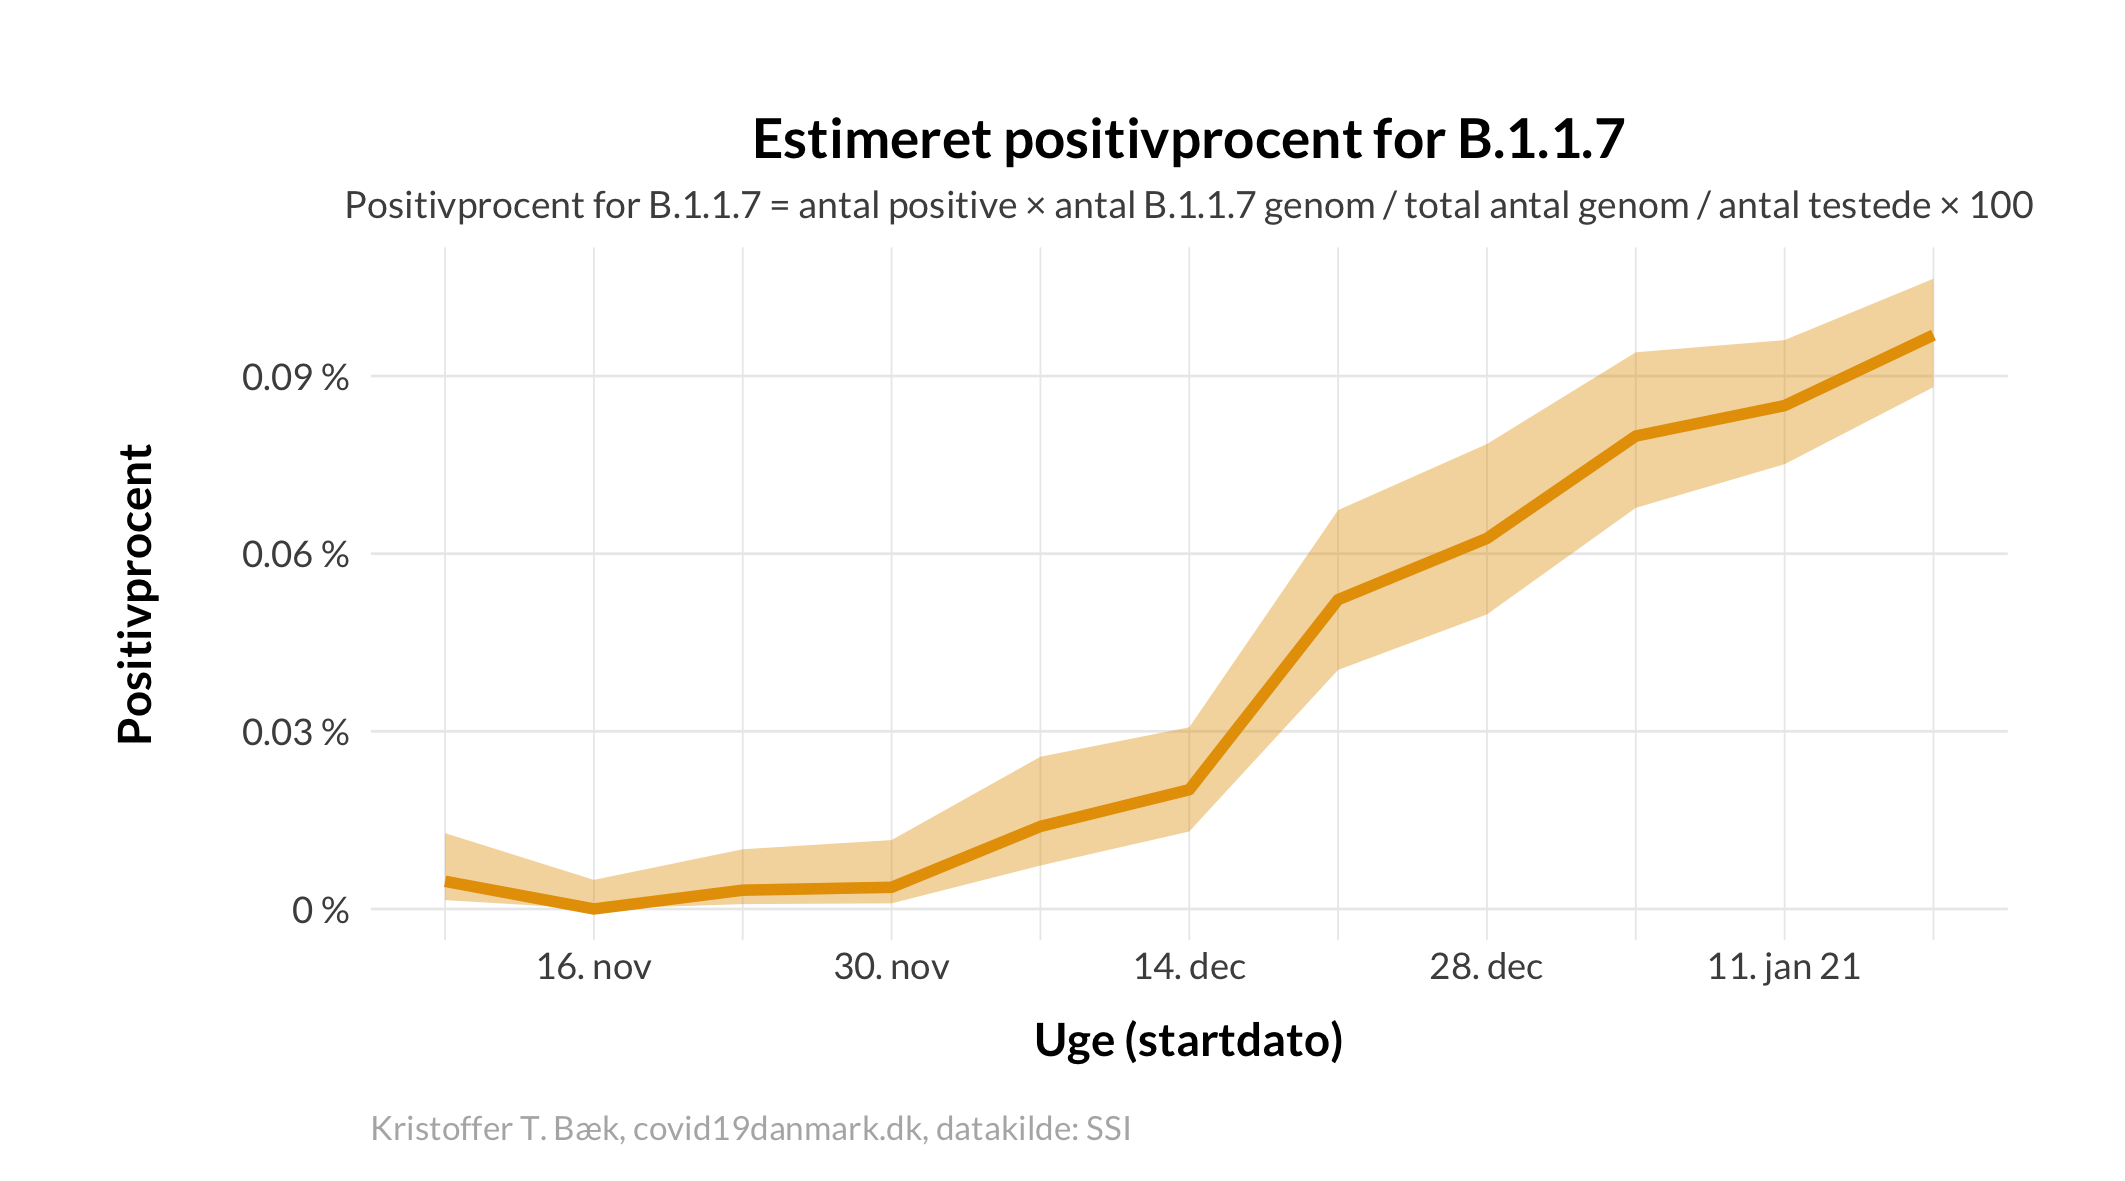 Estimeret positivprocent for B.1.1.7
Positivprocent for B.1.1.7 = antal positive × antal B.1.1.7 genom / total antal genom / antal testede × 100
Positivprocent
0.09 %
0.06 %
0.03 %
0 %
16. nov
30. nov
14. dec
28. dec
11. jan 21
Uge (startdato)
Kristoffer T. Bæk, covid19danmark.dk, datakilde: SSI